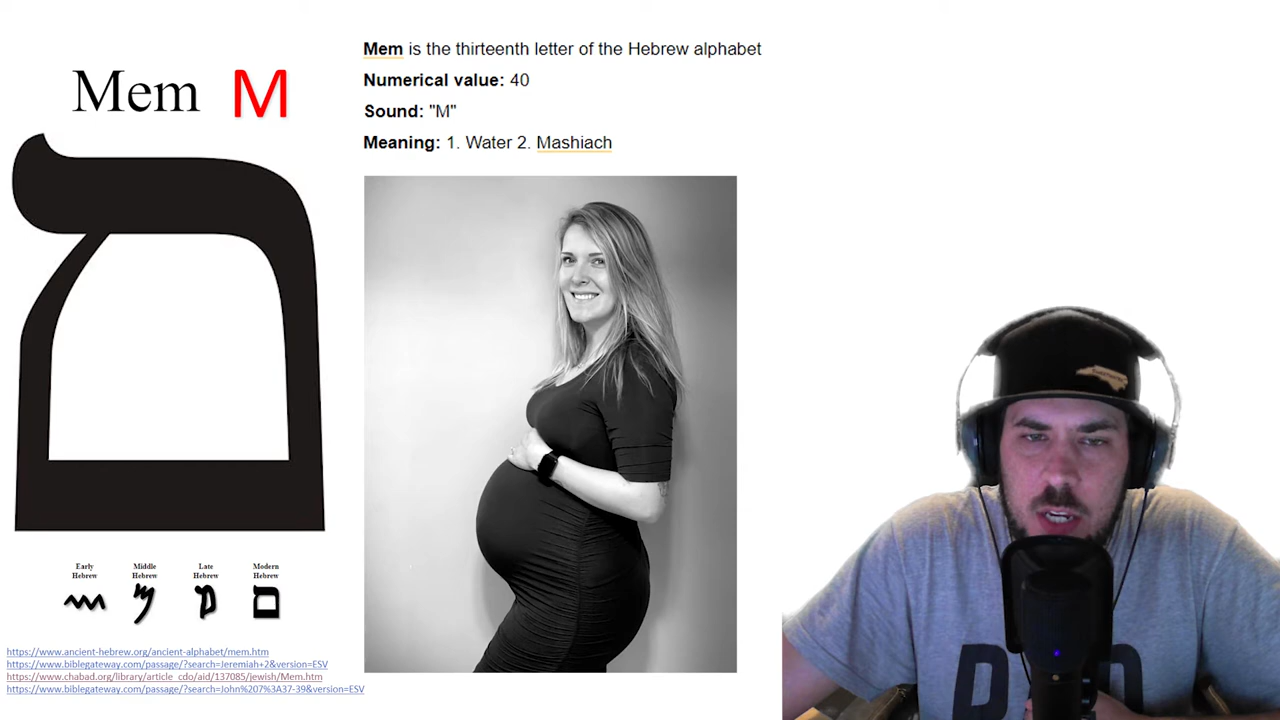 Mem M
Mem is the thirteenth letter of the Hebrew alphabet
Numerical value: 40
Sound: "M"
Meaning: 1. Water 2. Mashiach
ם
Early Hebrew
Middle Hebrew
Late Hebrew
Modern Hebrew
ם
https://www.ancient-hebrew.org/ancient-alphabet/mem.htm
https://www.biblegateway.com/passage/?search=Jeremiah+2&version=ESV
https://www.chabad.org/library/article_cdo/aid/137085/jewish/Mem.htm
https://www.biblegateway.com/passage/?search=John%207%3A37-39&version=ESV